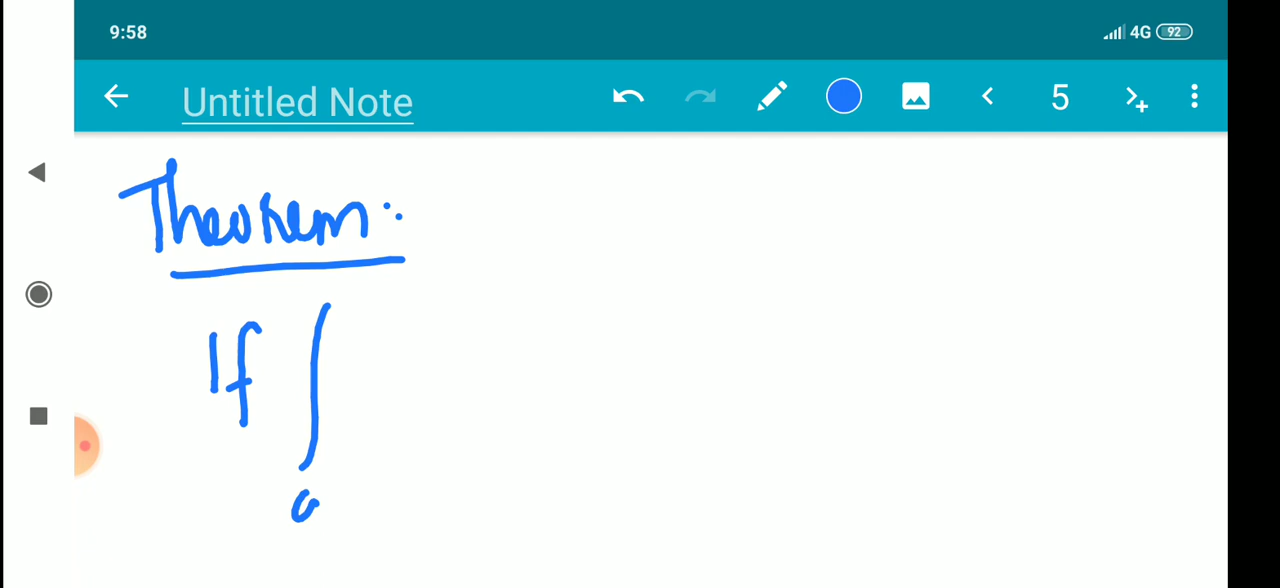 9:58 4G 92
Untitled Note 5
Theorem:
If ∫